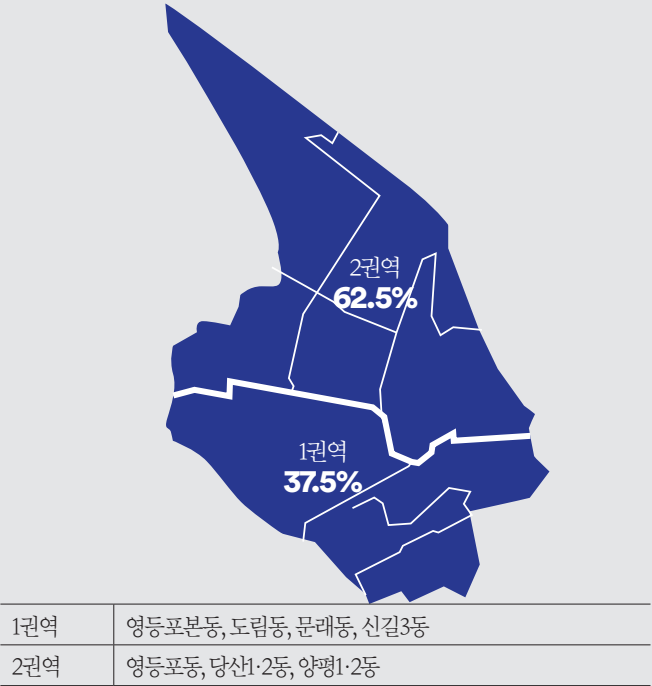 2권역
62.5%
1권역
37.5%
1권역 영등포본동, 도림동, 문래동, 신길3동
2권역 영등포동, 당산1·2동, 양평1·2동